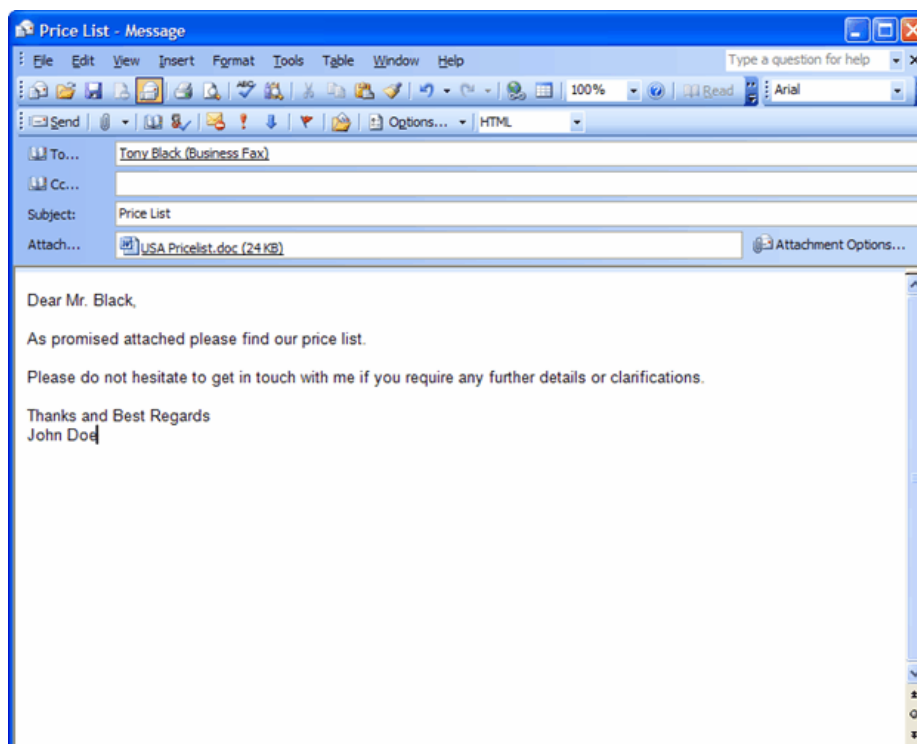 Price List - Message
File Edit View Insert Format Tools Table Window Help Type a question for help
100% Read Arial
Send Options... HTML
To... Tony Black (Business Fax)
Cc...
Subject: Price List
Attach... USA Pricelist.doc (24 KB) Attachment Options...
Dear Mr. Black,
As promised attached please find our price list.
Please do not hesitate to get in touch with me if you require any further details or clarifications.
Thanks and Best Regards
John Doe